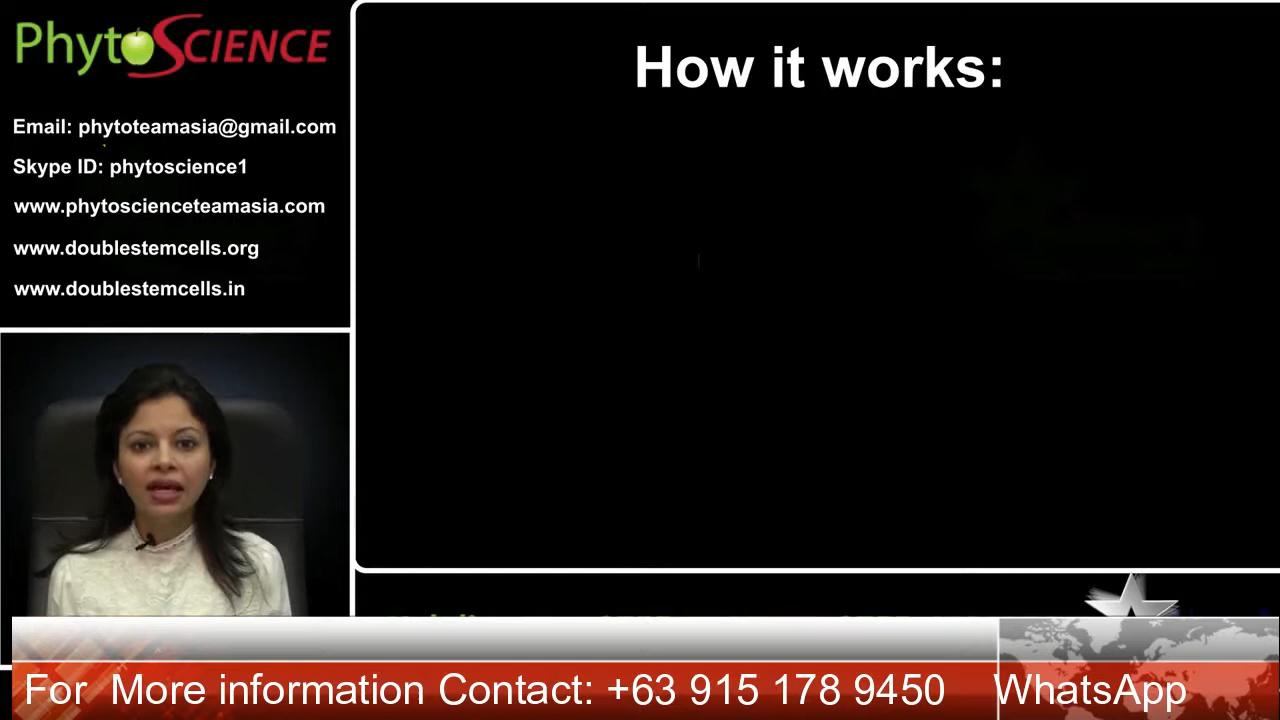 PhytoSCIENCE
Email: phytoteamasia@gmail.com
Skype ID: phytoscience1
www.phytoscienceteamasia.com
www.doublestemcells.org
www.doublestemcells.in
How it works:
For More information Contact: +63 915 178 9450 WhatsApp